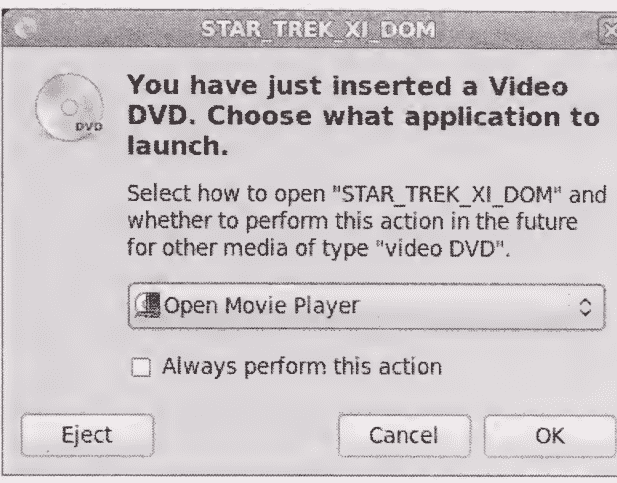 STAR_TREK_XI_DOM
You have just inserted a Video
DVD. Choose what application to
launch.
DVD
Select how to open "STAR_TREK_XI_DOM" and
whether to perform this action in the future
for other media of type "video DVD".
Open Movie Player
Always perform this action
Eject Cancel OK